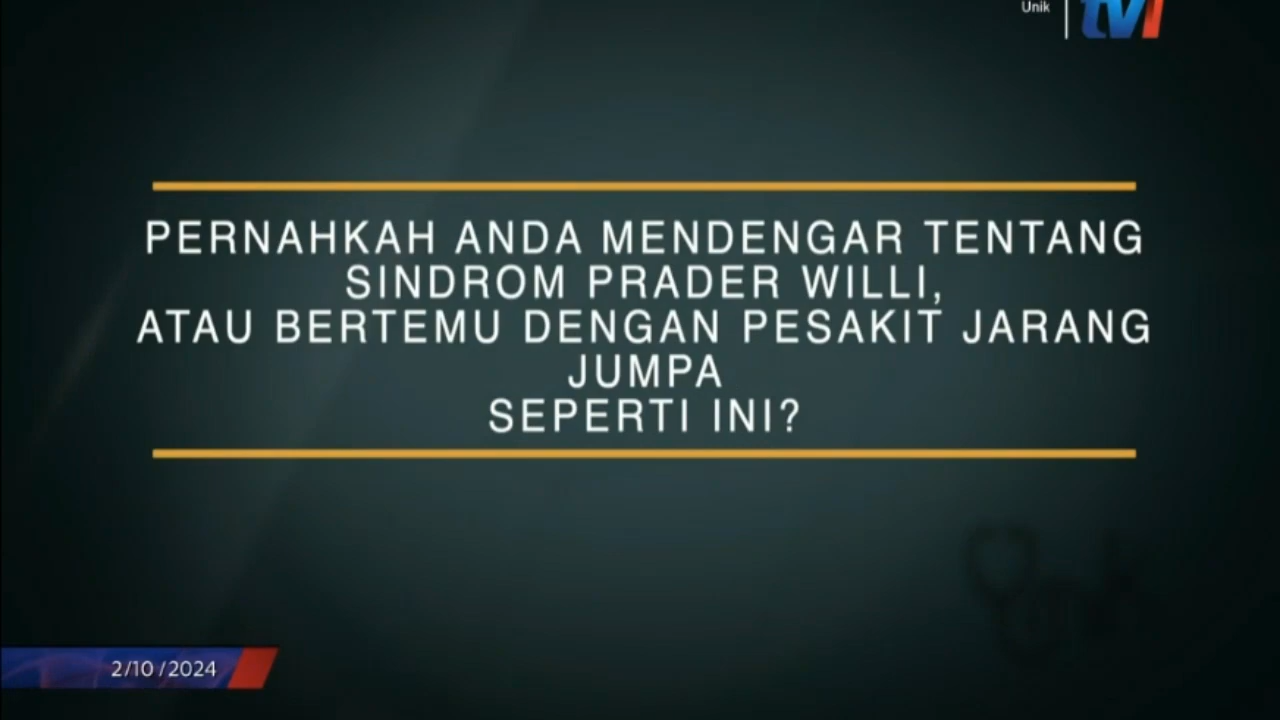 Unik
tv1
PERNAHKAH ANDA MENDENGAR TENTANG
SINDROM PRADER WILLI,
ATAU BERTEMU DENGAN PESAKIT JARANG
JUMPA
SEPERTI INI?
2/10/2024